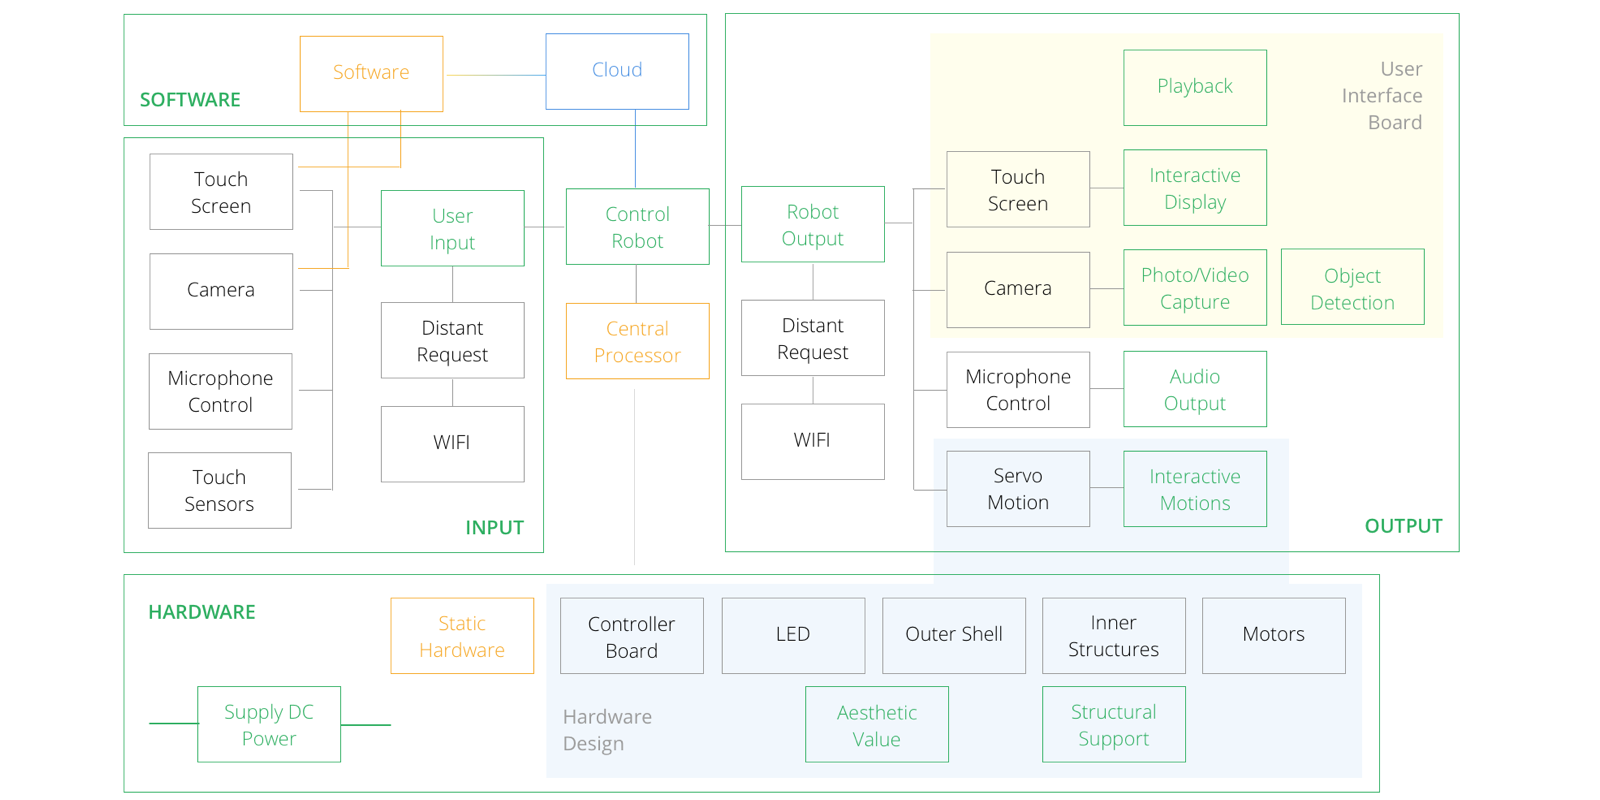 Software
Cloud
SOFTWARE
Touch
Screen
Camera
Microphone
Control
Touch
Sensors
User
Input
Distant
Request
WIFI
INPUT
Control
Robot
Central
Processor
Robot
Output
Distant
Request
WIFI
User
Interface
Board
Playback
Touch
Screen
Interactive
Display
Camera
Photo/Video
Capture
Object
Detection
Microphone
Control
Audio
Output
Servo
Motion
Interactive
Motions
OUTPUT
HARDWARE
Static
Hardware
Controller
Board
LED
Outer Shell
Inner
Structures
Motors
Supply DC
Power
Hardware
Design
Aesthetic
Value
Structural
Support